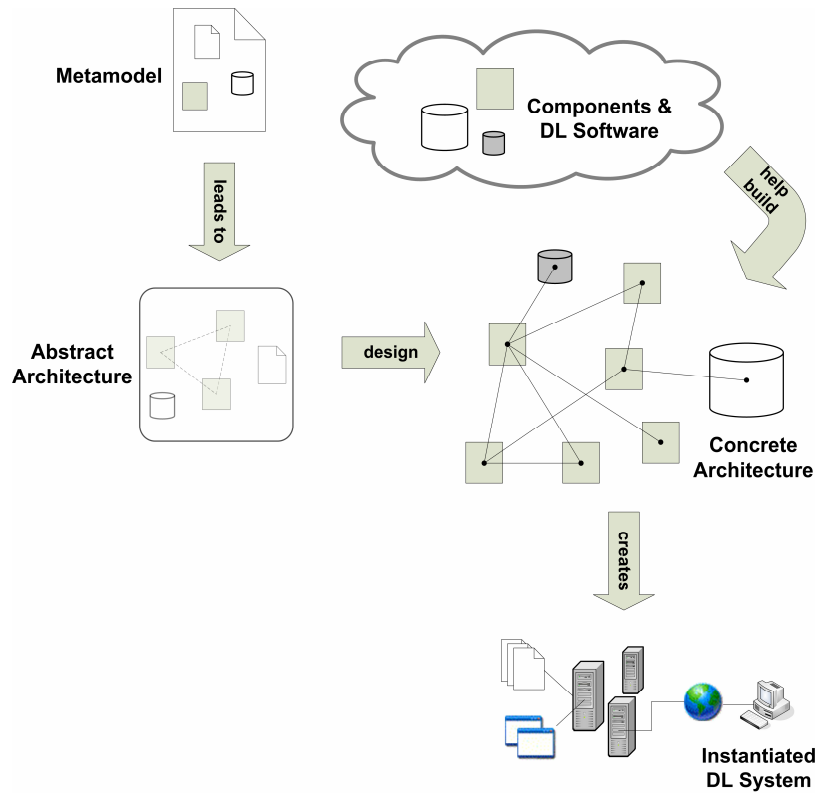 Metamodel
Components &
DL Software
leads to
help
build
Abstract
Architecture
design
Concrete
Architecture
creates
Instantiated
DL System